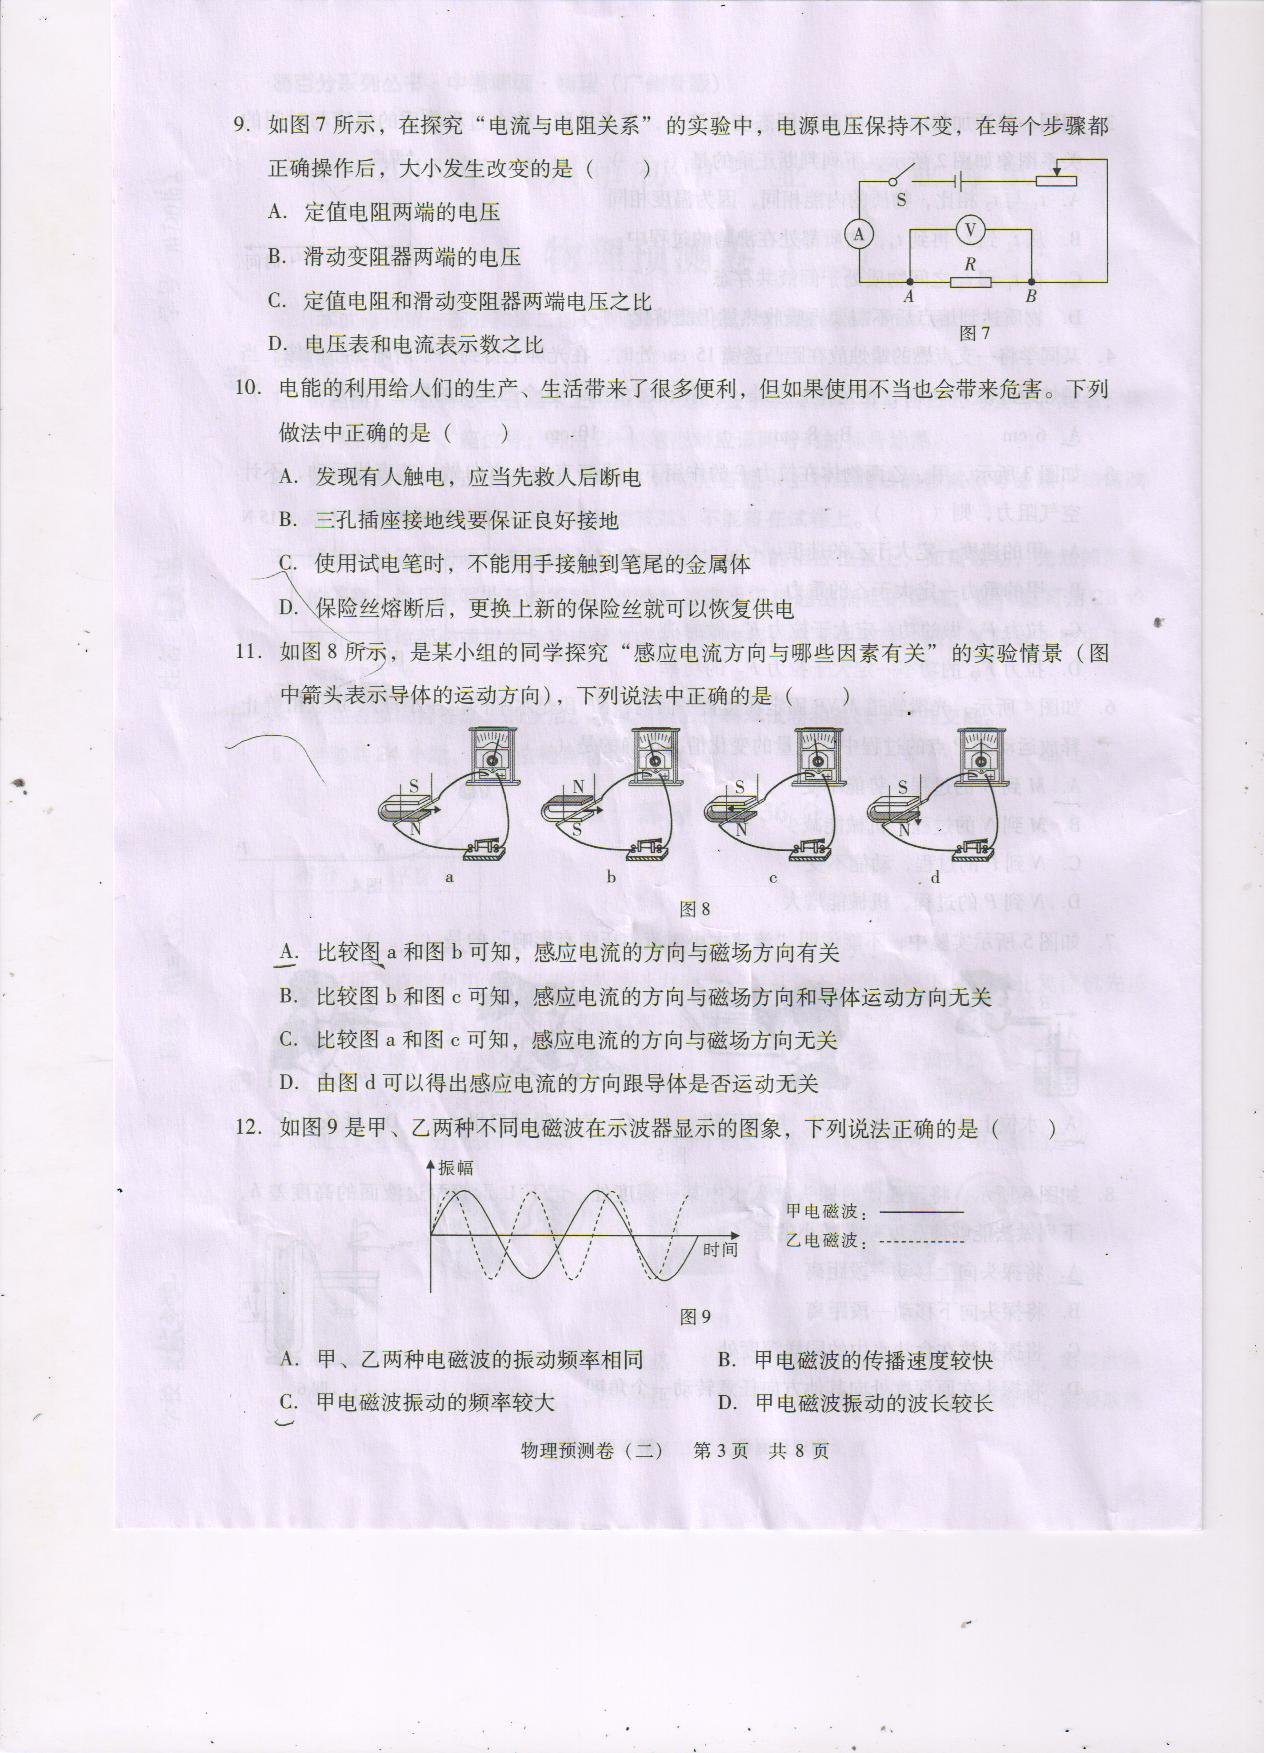 9. 如图 7 所示，在探究“电流与电阻关系”的实验中，电源电压保持不变，在每个步骤都
正确操作后，大小发生改变的是（　　）
A. 定值电阻两端的电压
B. 滑动变阻器两端的电压
C. 定值电阻和滑动变阻器两端电压之比
D. 电压表和电流表示数之比
S
A
V
R
A
B
图 7
10. 电能的利用给人们的生产、生活带来了很多便利，但如果使用不当也会带来危害。下列
做法中正确的是（　　）
A. 发现有人触电，应当先救人后断电
B. 三孔插座接地线要保证良好接地
C. 使用试电笔时，不能用手接触到笔尾的金属体
D. 保险丝熔断后，更换上新的保险丝就可以恢复供电
11. 如图 8 所示，是某小组的同学探究“感应电流方向与哪些因素有关”的实验情景（图
中箭头表示导体的运动方向），下列说法中正确的是（　　）
S N S N
N S N S
a b c d
图 8
A. 比较图 a 和图 b 可知，感应电流的方向与磁场方向有关
B. 比较图 b 和图 c 可知，感应电流的方向与磁场方向和导体运动方向无关
C. 比较图 a 和图 c 可知，感应电流的方向与磁场方向无关
D. 由图 d 可以得出感应电流的方向跟导体是否运动无关
12. 如图 9 是甲、乙两种不同电磁波在示波器显示的图象，下列说法正确的是（　　）
振幅
时间
甲电磁波：
乙电磁波：
图 9
A. 甲、乙两种电磁波的振动频率相同 B. 甲电磁波的传播速度较快
C. 甲电磁波振动的频率较大 D. 甲电磁波振动的波长较长
物理预测卷（二） 第 3 页 共 8 页